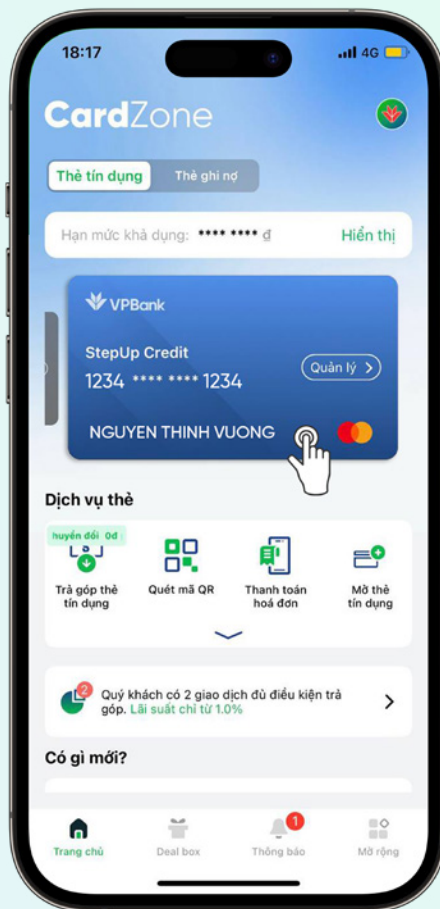 18:17
4G
CardZone
Thẻ tín dụng
Thẻ ghi nợ
Hạn mức khả dụng: **** **** đ
Hiển thị
VPBank
StepUp Credit
1234 **** **** 1234
Quản lý >
NGUYEN THINH VUONG
Dịch vụ thẻ
huyển đổi 0đ
Trả góp thẻ
tín dụng
Quét mã QR
Thanh toán
hoá đơn
Mở thẻ
tín dụng
2
Quý khách có 2 giao dịch đủ điều kiện trả
góp. Lãi suất chỉ từ 1.0%
Có gì mới?
1
Trang chủ
Deal box
Thông báo
Mở rộng